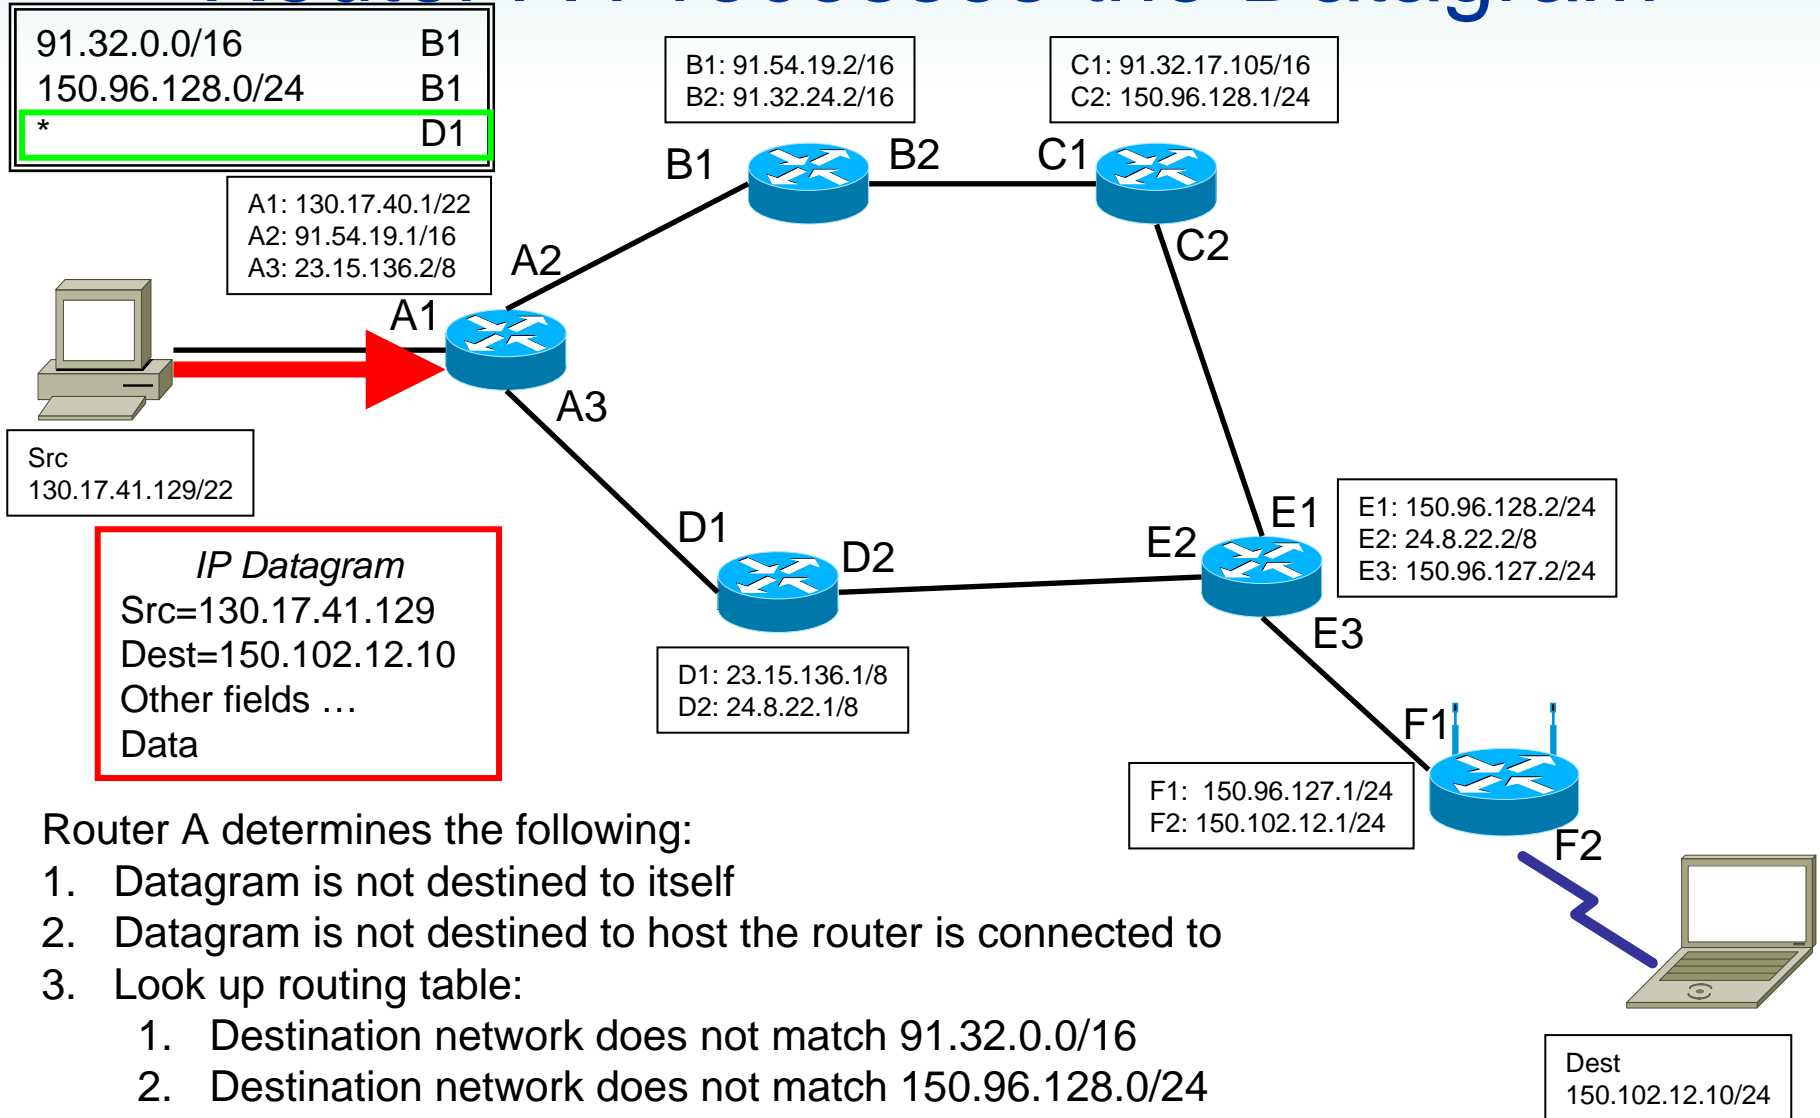 Router A Processes the Datagram
91.32.0.0/16 B1
150.96.128.0/24 B1
* D1
B1: 91.54.19.2/16
B2: 91.32.24.2/16
C1: 91.32.17.105/16
C2: 150.96.128.1/24
B1
B2
C1
C2
A1: 130.17.40.1/22
A2: 91.54.19.1/16
A3: 23.15.136.2/8
A2
A1
A3
Src
130.17.41.129/22
IP Datagram
Src=130.17.41.129
Dest=150.102.12.10
Other fields …
Data
D1
D2
E2
E1
E3
E1: 150.96.128.2/24
E2: 24.8.22.2/8
E3: 150.96.127.2/24
D1: 23.15.136.1/8
D2: 24.8.22.1/8
F1
F1: 150.96.127.1/24
F2: 150.102.12.1/24
F2
Router A determines the following:
1. Datagram is not destined to itself
2. Datagram is not destined to host the router is connected to
3. Look up routing table:
1. Destination network does not match 91.32.0.0/16
2. Destination network does not match 150.96.128.0/24
Dest
150.102.12.10/24